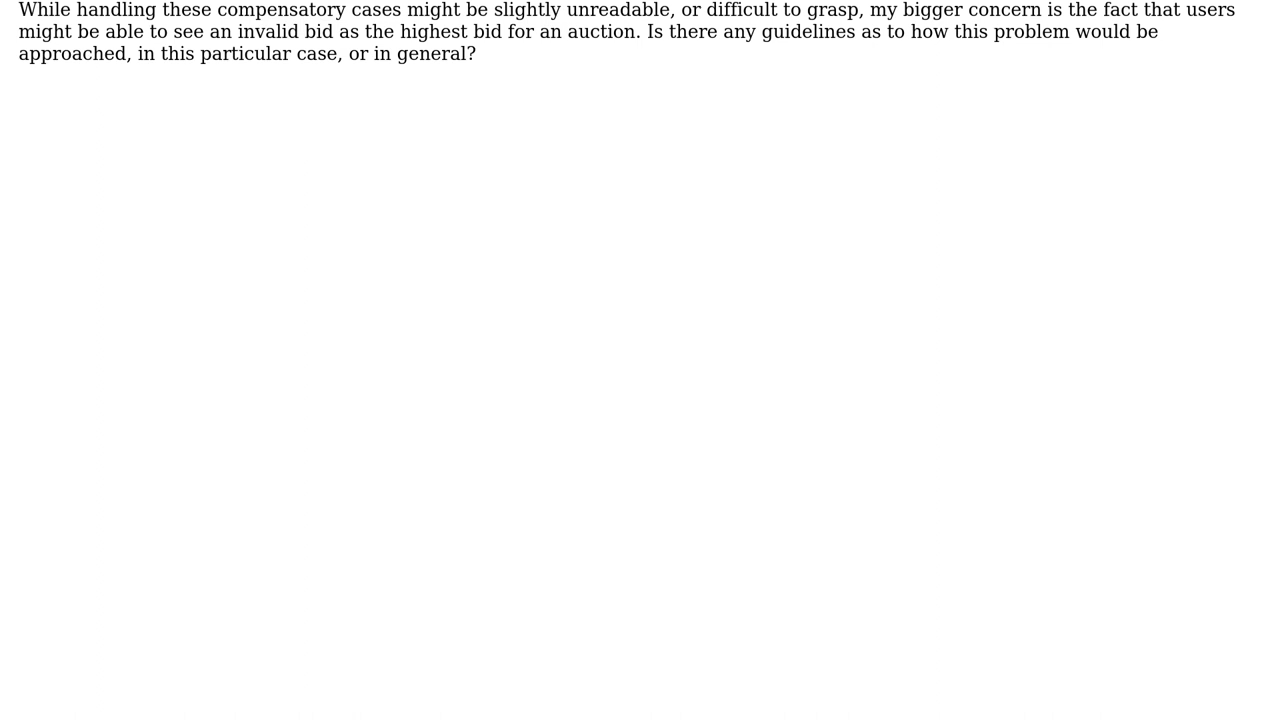 While handling these compensatory cases might be slightly unreadable, or difficult to grasp, my bigger concern is the fact that users
might be able to see an invalid bid as the highest bid for an auction. Is there any guidelines as to how this problem would be
approached, in this particular case, or in general?